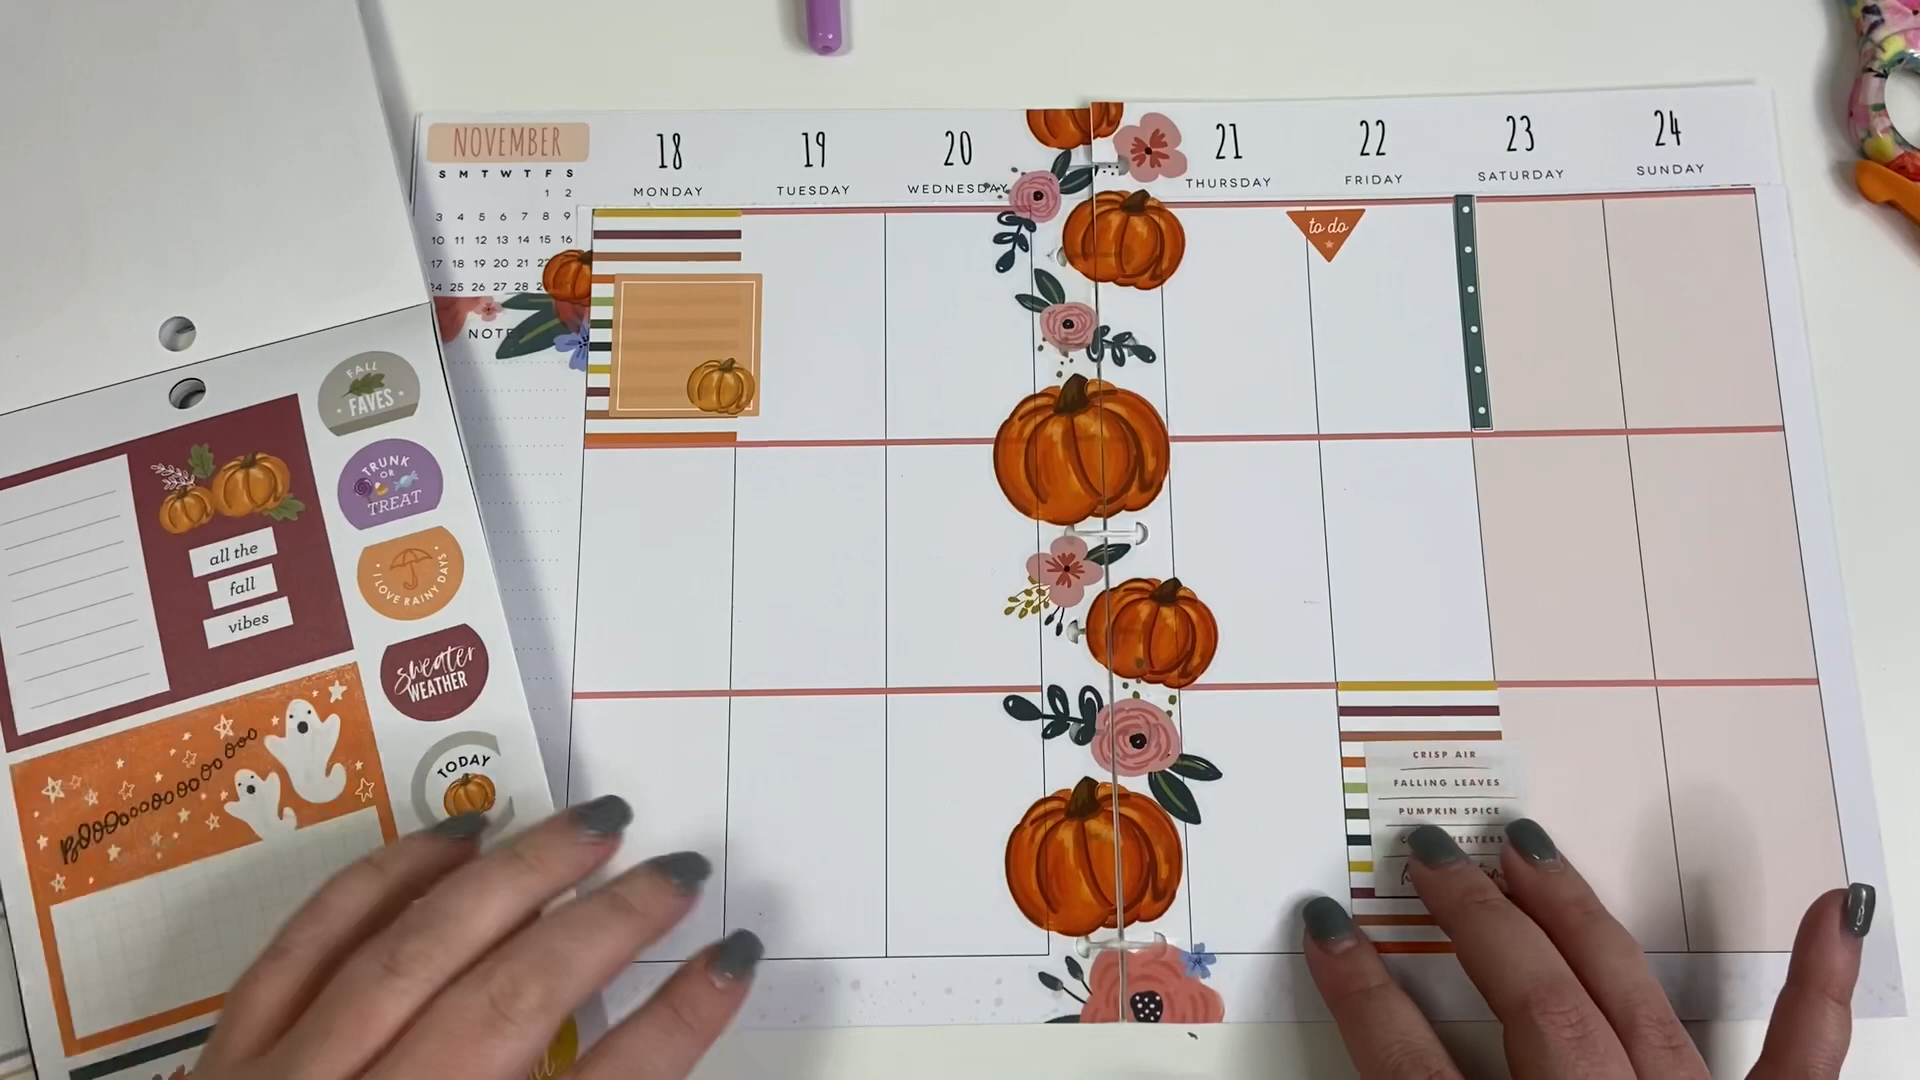 NOVEMBER
S M T W T F S
1 2
3 4 5 6 7 8 9
10 11 12 13 14 15 16
17 18 19 20 21
24 25 26 27 28
18
MONDAY
19
TUESDAY
20
WEDNESDAY
21
THURSDAY
22
FRIDAY
23
SATURDAY
24
SUNDAY
to do
CRISP AIR
FALLING LEAVES
PUMPKIN SPICE
FALL
FAVES
TRUNK
OR
TREAT
I LOVE RAINY DAYS
sweater
WEATHER
TODAY
all the
fall
vibes